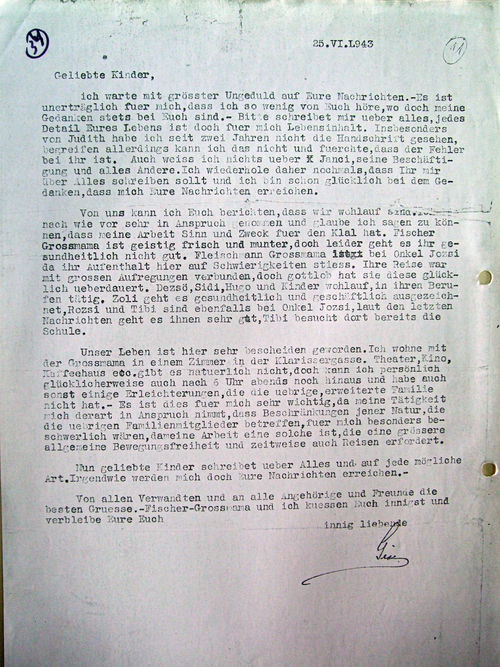 34
11
25.VI.1943
Geliebte Kinder,
ich warte mit grösster Ungeduld auf Eure Nachrichten.-Es ist
unerträglich fuer mich,dass ich so wenig von Euch höre,wo doch meine
Gedanken stets bei Euch sind.- Bitte schreibet mir ueber alles,jedes
Detail Eures Lebens ist doch fuer mich Lebensinhalt. Insbesonders
von Judith habe ich seit zwei Jahren nicht die Handschrift gesehen,
begreifen allerdings kann ich das nicht und fuerchte,dass der Fehler
bei ihr ist. Auch weiss ich nichts ueber Janci,seine Beschäfti-
gung und alles Andere.Ich wiederhole daher nochmals,dass Ihr mir
über Alles schreiben sollt und ich bin schon glücklich bei dem Ge-
danken,dass mich Eure Nachrichten erreichen.
Von uns kann ich Euch berichten,dass wir wohlauf
nach wie vor sehr in Anspruch genommen und glaube ich sagen zu kön-
nen,dass meine Arbeit Sinn und Zweck fuer den Klal hat. Fischer
Grossmama ist geistig frisch und munter,doch leider geht es ihr ge-
sundheitlich nicht gut. Fleischmann Grossmama bei Onkel Jozsi
da ihr Aufenthalt hier auf Schwierigkeiten stiess. Ihre Reise war
mit grossen Aufregungen verbunden,doch gottlob hat sie diese glück-
lich ueberdauert. Dezsö,Sidi,Hugo und Kinder wohlauf,in ihren Beru-
fen tätig. Zoli geht es gesundheitlich und geschäftlich ausgezeich-
net,Rozsi und Tibi sind ebenfalls bei Onkel Jozsi,laut den letzten
Nachrichten geht es ihnen sehr gut,Tibi besucht dort bereits die
Schule.
Unser Leben ist hier sehr bescheiden geworden.Ich wohne mit
der Grossmama in einem Zimmer in der Klarissergasse. Theater,Kino,
Kaffeehaus etc.gibt es natuerlich nicht,doch kann ich persönlich
glücklicherweise auch nach 6 Uhr abends noch hinaus und habe auch
sonst einige Erleichterungen,die die uebrige,erweiterte Familie
nicht hat.- Es ist dies fuer mich sehr wichtig,da meine Tätigkeit
mich derart in Anspruch nimmt,dass Beschränkungen jener Natur,die
die uebrigen Familienmitglieder betreffen,fuer mich besonders be-
schwerlich wären,dameine Arbeit eine solche ist,die eine grössere
allgemeine Bewegungsfreiheit und zeitweise auch Reisen erfordert.
Nun geliebte Kinder schreibet ueber Alles und auf jede mögliche
Art.Irgendwie werden mich doch Eure Nachrichten erreichen.-
Von allen Verwandten und an alle Angehörige und Freunde die
besten Gruesse.-Fischer-Grossmama und ich kuessen Euch innigst und
verbleibe Eure Euch
innig liebende